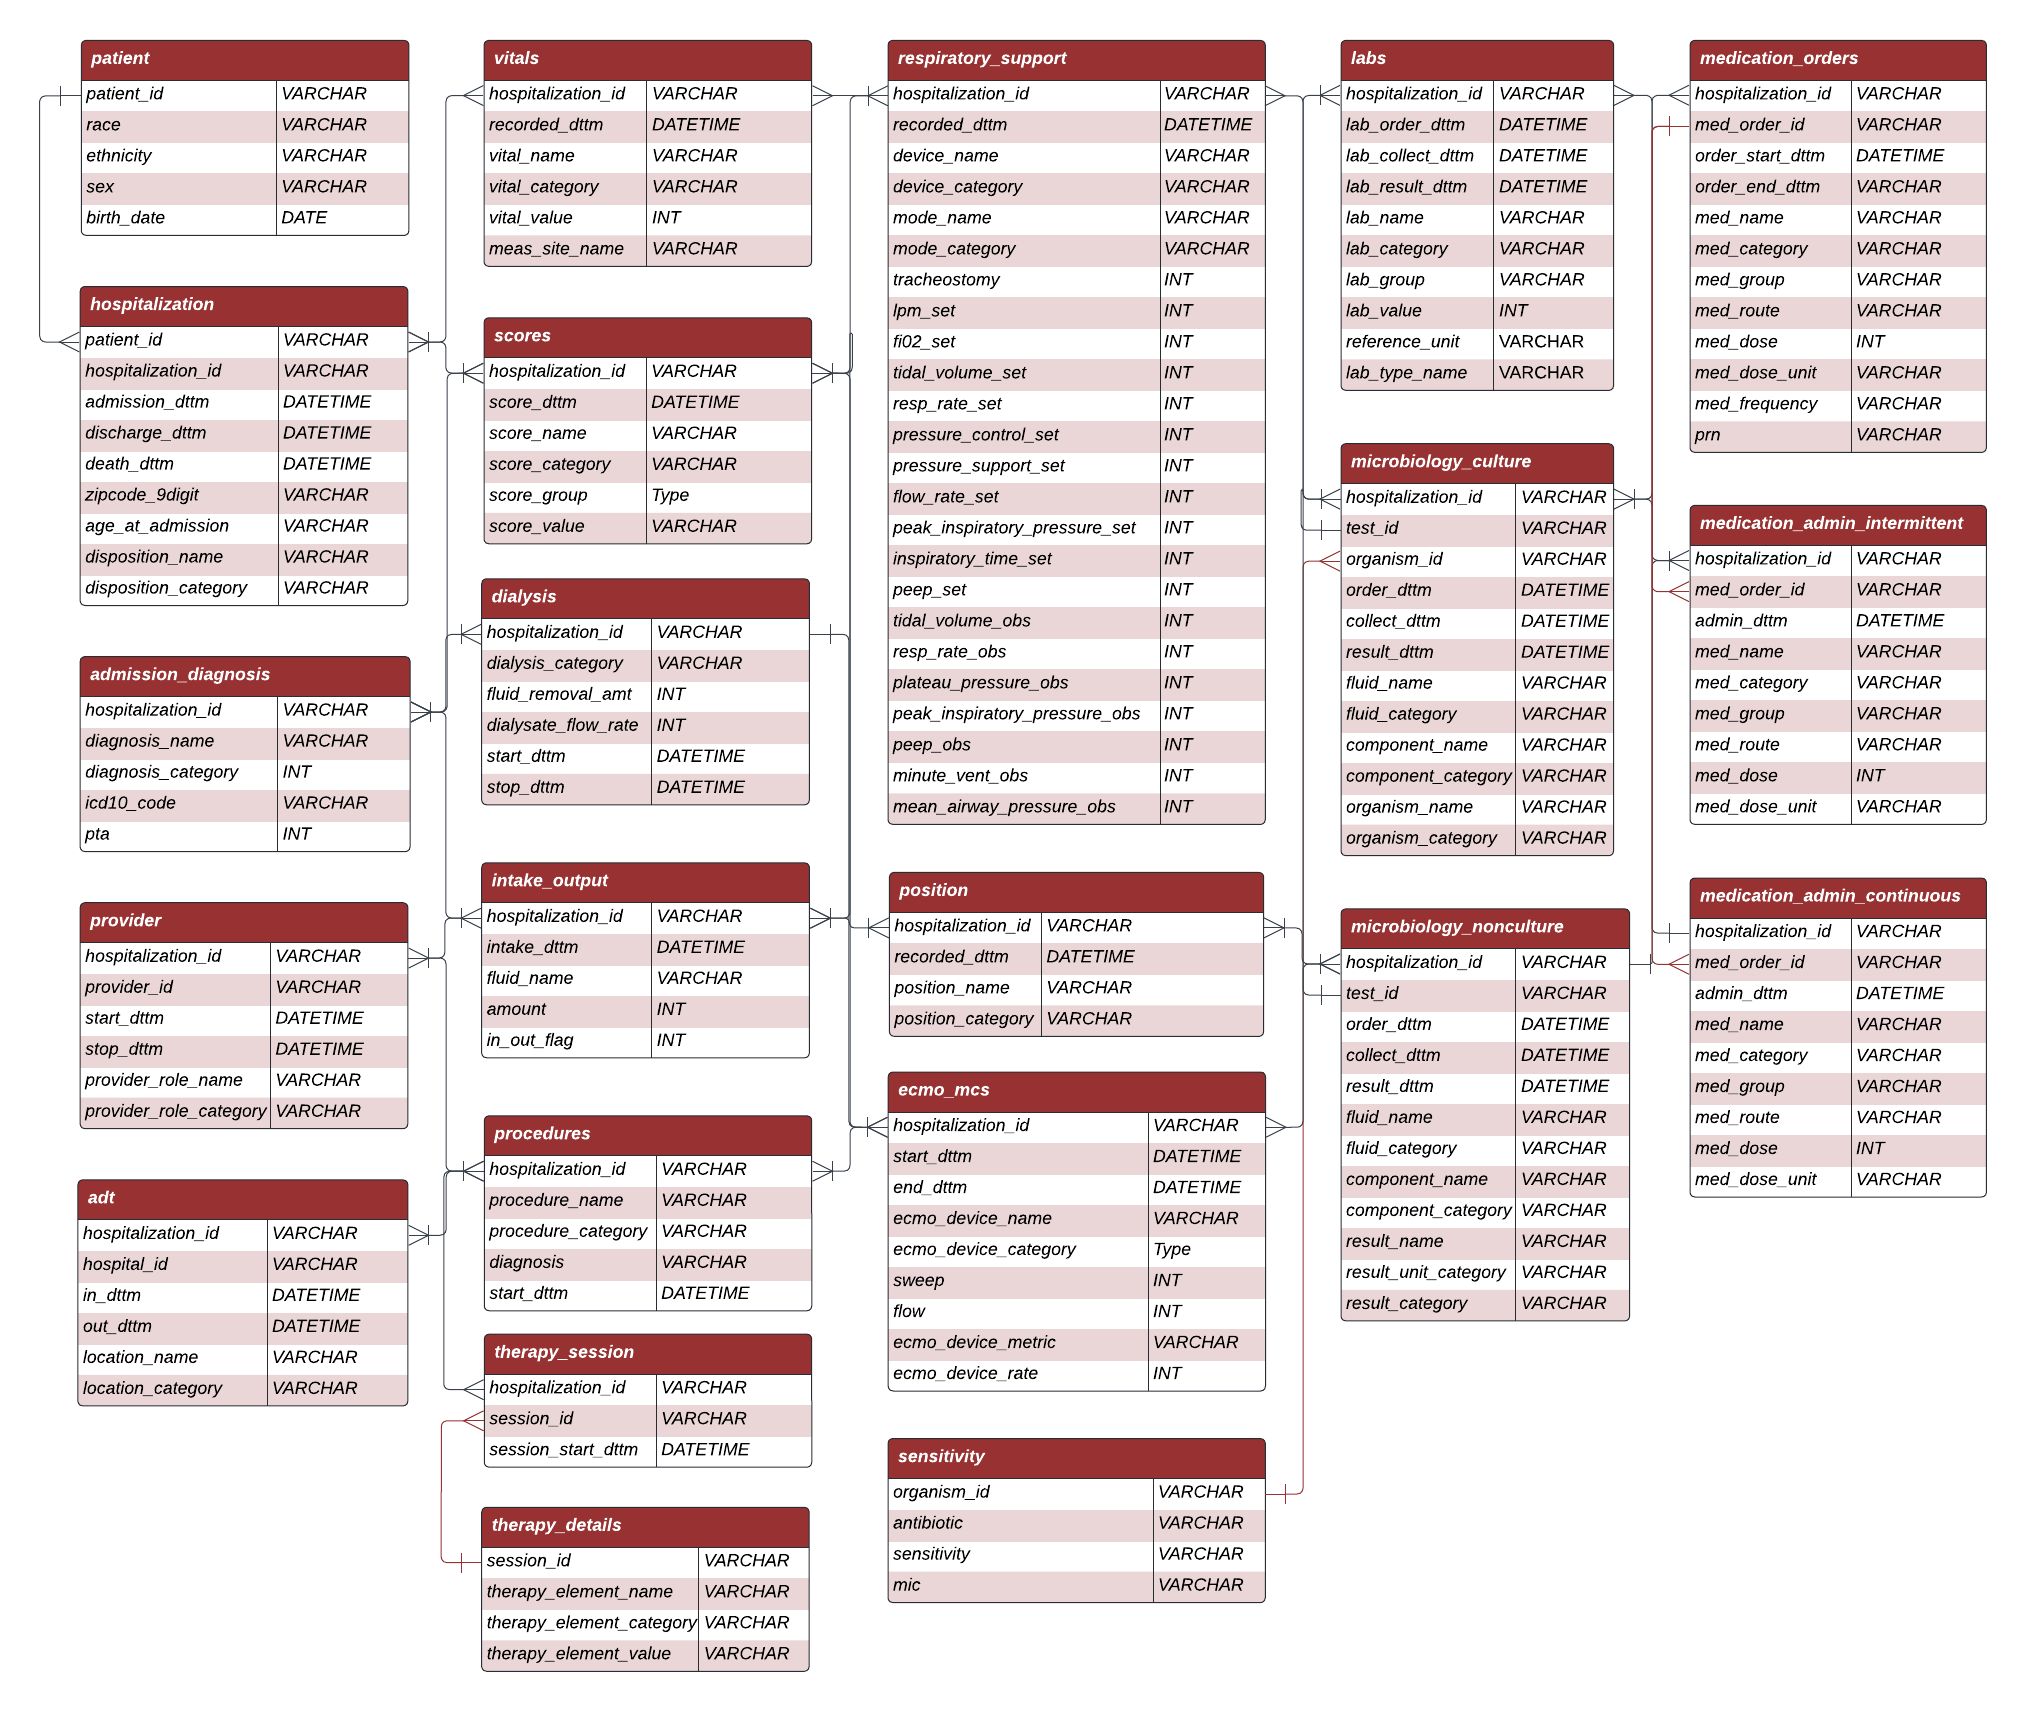 patient
patient_id VARCHAR
race VARCHAR
ethnicity VARCHAR
sex VARCHAR
birth_date DATE
hospitalization
patient_id VARCHAR
hospitalization_id VARCHAR
admission_dttm DATETIME
discharge_dttm DATETIME
death_dttm DATETIME
zipcode_9digit VARCHAR
age_at_admission VARCHAR
disposition_name VARCHAR
disposition_category VARCHAR
admission_diagnosis
hospitalization_id VARCHAR
diagnosis_name VARCHAR
diagnosis_category INT
icd10_code VARCHAR
pta INT
provider
hospitalization_id VARCHAR
provider_id VARCHAR
start_dttm DATETIME
stop_dttm DATETIME
provider_role_name VARCHAR
provider_role_category VARCHAR
adt
hospitalization_id VARCHAR
hospital_id VARCHAR
in_dttm DATETIME
out_dttm DATETIME
location_name VARCHAR
location_category VARCHAR
vitals
hospitalization_id VARCHAR
recorded_dttm DATETIME
vital_name VARCHAR
vital_category VARCHAR
vital_value INT
meas_site_name VARCHAR
scores
hospitalization_id VARCHAR
score_dttm DATETIME
score_name VARCHAR
score_category VARCHAR
score_group Type
score_value VARCHAR
dialysis
hospitalization_id VARCHAR
dialysis_category VARCHAR
fluid_removal_amt INT
dialysate_flow_rate INT
start_dttm DATETIME
stop_dttm DATETIME
intake_output
hospitalization_id VARCHAR
intake_dttm DATETIME
fluid_name VARCHAR
amount INT
in_out_flag INT
procedures
hospitalization_id VARCHAR
procedure_name VARCHAR
procedure_category VARCHAR
diagnosis VARCHAR
start_dttm DATETIME
therapy_session
hospitalization_id VARCHAR
session_id VARCHAR
session_start_dttm DATETIME
therapy_details
session_id VARCHAR
therapy_element_name VARCHAR
therapy_element_category VARCHAR
therapy_element_value VARCHAR
respiratory_support
hospitalization_id VARCHAR
recorded_dttm DATETIME
device_name VARCHAR
device_category VARCHAR
mode_name VARCHAR
mode_category VARCHAR
tracheostomy INT
lpm_set INT
fi02_set INT
tidal_volume_set INT
resp_rate_set INT
pressure_control_set INT
pressure_support_set INT
flow_rate_set INT
peak_inspiratory_pressure_set INT
inspiratory_time_set INT
peep_set INT
tidal_volume_obs INT
resp_rate_obs INT
plateau_pressure_obs INT
peak_inspiratory_pressure_obs INT
peep_obs INT
minute_vent_obs INT
mean_airway_pressure_obs INT
position
hospitalization_id VARCHAR
recorded_dttm DATETIME
position_name VARCHAR
position_category VARCHAR
ecmo_mcs
hospitalization_id VARCHAR
start_dttm DATETIME
end_dttm DATETIME
ecmo_device_name VARCHAR
ecmo_device_category Type
sweep INT
flow INT
ecmo_device_metric VARCHAR
ecmo_device_rate INT
sensitivity
organism_id VARCHAR
antibiotic VARCHAR
sensitivity VARCHAR
mic VARCHAR
labs
hospitalization_id VARCHAR
lab_order_dttm DATETIME
lab_collect_dttm DATETIME
lab_result_dttm DATETIME
lab_name VARCHAR
lab_category VARCHAR
lab_group VARCHAR
lab_value INT
reference_unit VARCHAR
lab_type_name VARCHAR
microbiology_culture
hospitalization_id VARCHAR
test_id VARCHAR
organism_id VARCHAR
order_dttm DATETIME
collect_dttm DATETIME
result_dttm DATETIME
fluid_name VARCHAR
fluid_category VARCHAR
component_name VARCHAR
component_category VARCHAR
organism_name VARCHAR
organism_category VARCHAR
microbiology_nonculture
hospitalization_id VARCHAR
test_id VARCHAR
order_dttm DATETIME
collect_dttm DATETIME
result_dttm DATETIME
fluid_name VARCHAR
fluid_category VARCHAR
component_name VARCHAR
component_category VARCHAR
result_name VARCHAR
result_unit_category VARCHAR
result_category VARCHAR
medication_orders
hospitalization_id VARCHAR
med_order_id VARCHAR
order_start_dttm DATETIME
order_end_dttm VARCHAR
med_name VARCHAR
med_category VARCHAR
med_group VARCHAR
med_route VARCHAR
med_dose INT
med_dose_unit VARCHAR
med_frequency VARCHAR
prn VARCHAR
medication_admin_intermittent
hospitalization_id VARCHAR
med_order_id VARCHAR
admin_dttm DATETIME
med_name VARCHAR
med_category VARCHAR
med_group VARCHAR
med_route VARCHAR
med_dose INT
med_dose_unit VARCHAR
medication_admin_continuous
hospitalization_id VARCHAR
med_order_id VARCHAR
admin_dttm DATETIME
med_name VARCHAR
med_category VARCHAR
med_group VARCHAR
med_route VARCHAR
med_dose INT
med_dose_unit VARCHAR